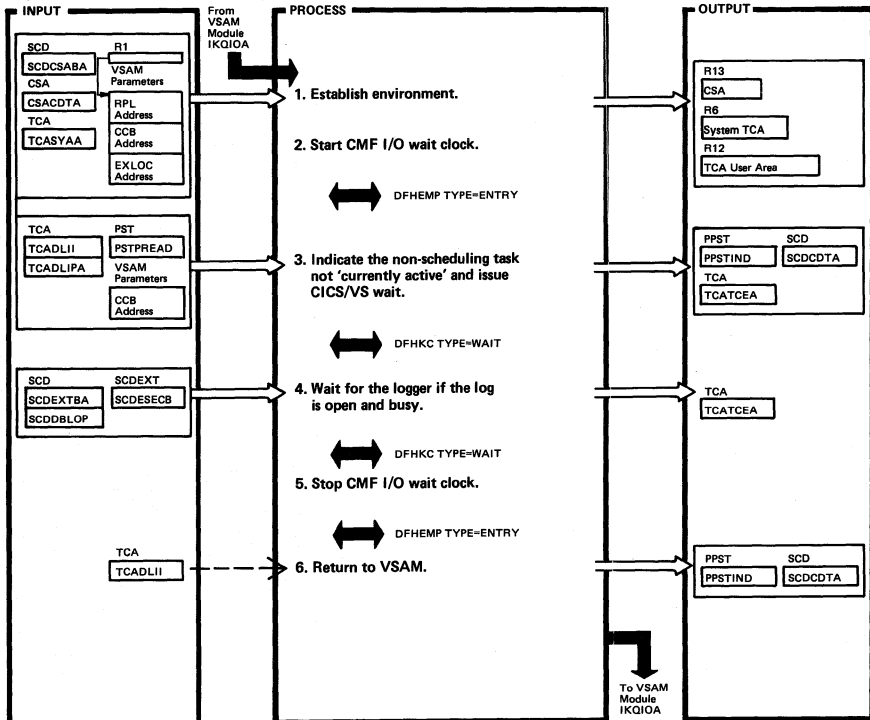 INPUT
From
VSAM
Module
IKQIOA
PROCESS
OUTPUT
SCD
SCDCSABA
CSA
CSACDTA
TCA
TCASYAA
R1
VSAM
Parameters
RPL
Address
CCB
Address
EXLOC
Address
1. Establish environment.
2. Start CMF I/O wait clock.
DFHEMP TYPE=ENTRY
R13
CSA
R6
System TCA
R12
TCA User Area
TCA
TCADLII
TCADLIPA
PST
PSTPREAD
VSAM
Parameters
CCB
Address
3. Indicate the non-scheduling task
not 'currently active' and issue
CICS/VS wait.
DFHKC TYPE=WAIT
PPST
PPSTIND
SCD
SCDCDTA
TCA
TCATCEA
SCD
SCDEXTBA
SCDDBLOP
SCDEXT
SCDESECB
4. Wait for the logger if the log
is open and busy.
DFHKC TYPE=WAIT
TCA
TCATCEA
5. Stop CMF I/O wait clock.
DFHEMP TYPE=ENTRY
TCA
TCADLII
6. Return to VSAM.
PPST
PPSTIND
SCD
SCDCDTA
To VSAM
Module
IKQIOA